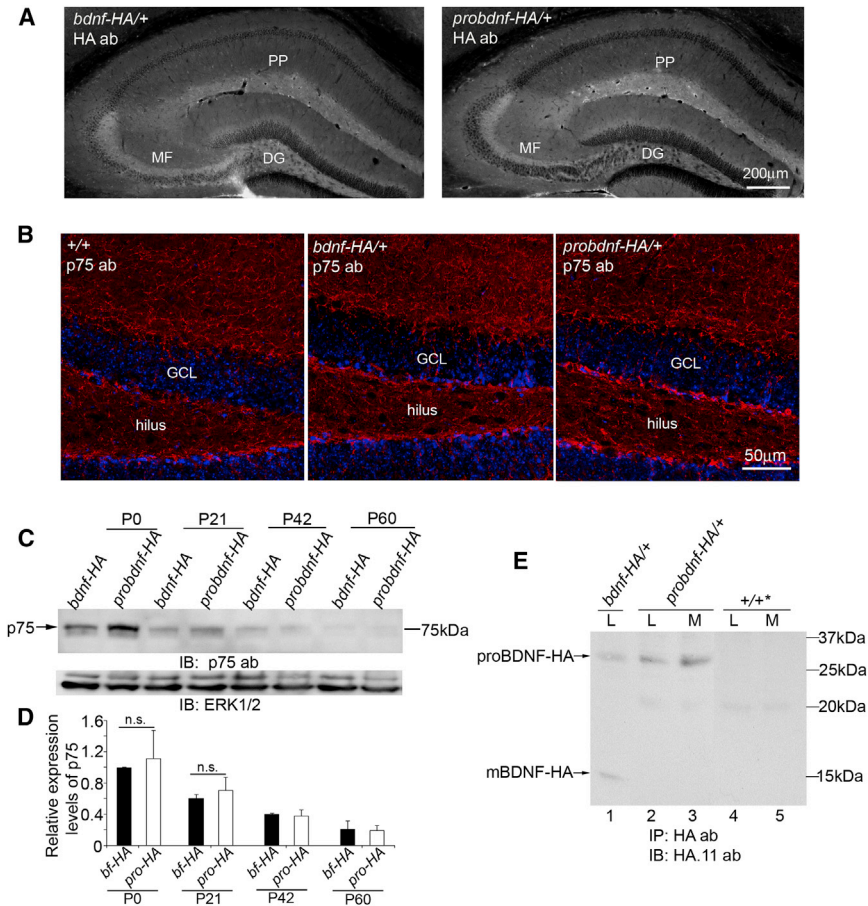 A
bdnf-HA/+
HA ab
PP
MF
DG
probdnf-HA/+
HA ab
PP
MF
DG
200μm
B
+/+
p75 ab
GCL
hilus
bdnf-HA/+
p75 ab
GCL
hilus
probdnf-HA/+
p75 ab
GCL
hilus
50μm
C
P0 P21 P42 P60
bdnf-HA probdnf-HA bdnf-HA probdnf-HA bdnf-HA probdnf-HA bdnf-HA probdnf-HA
p75
75kDa
IB: p75 ab
IB: ERK1/2
D
Relative expression
levels of p75
1.6
1.2
0.8
0.4
0
n.s.
n.s.
bf-HA pro-HA bf-HA pro-HA bf-HA pro-HA bf-HA pro-HA
P0 P21 P42 P60
E
bdnf-HA/+ probdnf-HA/+ +/+*
L L M L M
proBDNF-HA
mBDNF-HA
37kDa
25kDa
20kDa
15kDa
1 2 3 4 5
IP: HA ab
IB: HA.11 ab